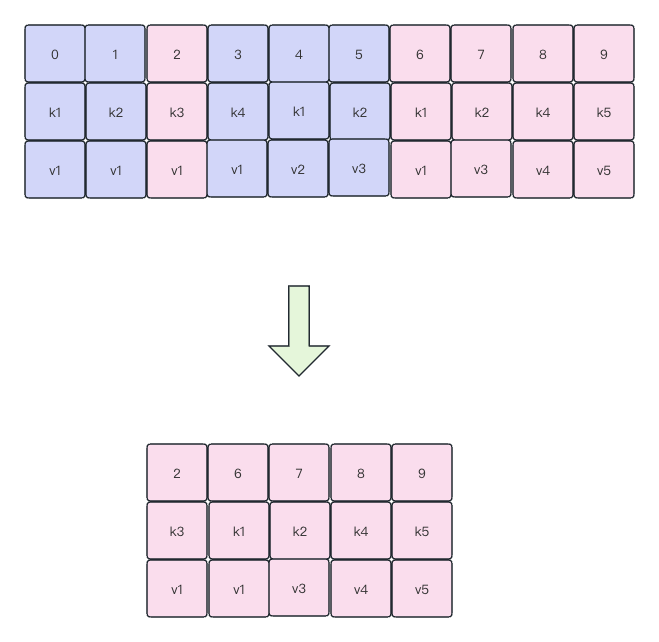 0 1 2 3 4 5 6 7 8 9
k1 k2 k3 k4 k1 k2 k1 k2 k4 k5
v1 v1 v1 v1 v2 v3 v1 v3 v4 v5
2 6 7 8 9
k3 k1 k2 k4 k5
v1 v1 v3 v4 v5